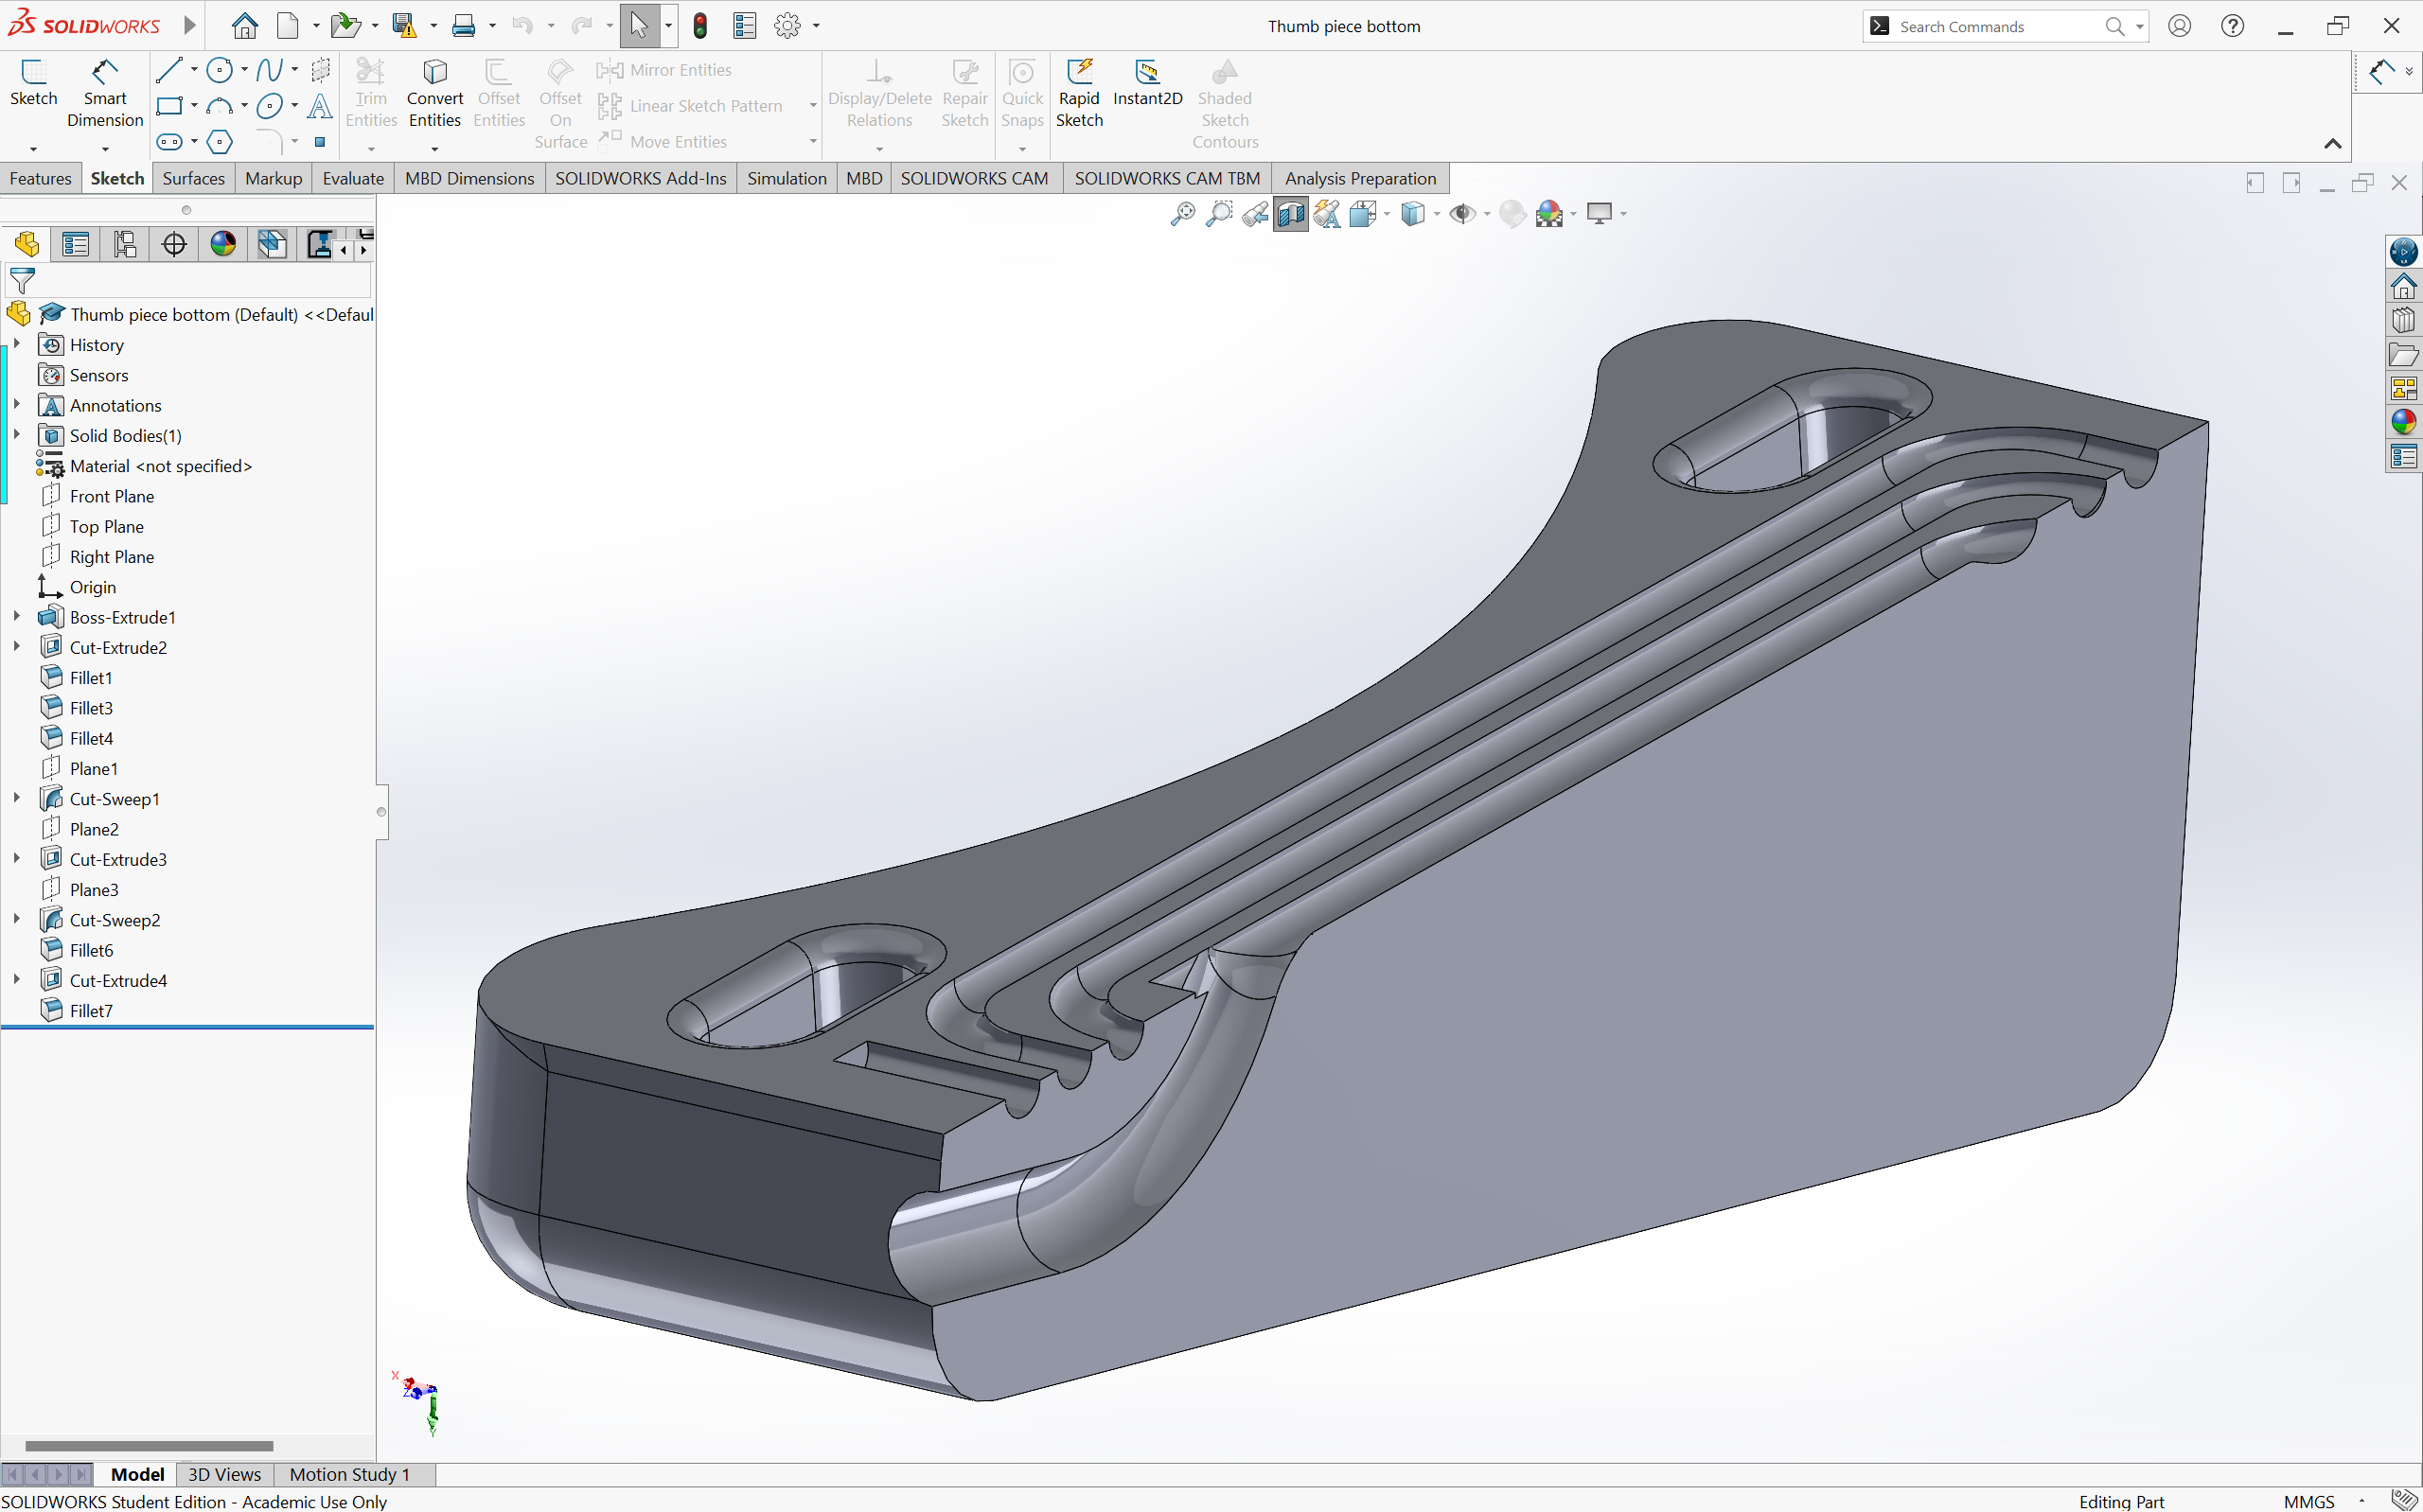 SOLIDWORKS
Thumb piece bottom
Search Commands
Sketch
Smart Dimension
Trim Entities
Convert Entities
Offset Entities
Offset On Surface
Mirror Entities
Linear Sketch Pattern
Move Entities
Display/Delete Relations
Repair Sketch
Quick Snaps
Rapid Sketch
Instant2D
Shaded Sketch Contours
Features
Sketch
Surfaces
Markup
Evaluate
MBD Dimensions
SOLIDWORKS Add-Ins
Simulation
MBD
SOLIDWORKS CAM
SOLIDWORKS CAM TBM
Analysis Preparation
Thumb piece bottom (Default) <<Defaul
History
Sensors
Annotations
Solid Bodies(1)
Material <not specified>
Front Plane
Top Plane
Right Plane
Origin
Boss-Extrude1
Cut-Extrude2
Fillet1
Fillet3
Fillet4
Plane1
Cut-Sweep1
Plane2
Cut-Extrude3
Plane3
Cut-Sweep2
Fillet6
Cut-Extrude4
Fillet7
X
Z
Y
Model
3D Views
Motion Study 1
SOLIDWORKS Student Edition - Academic Use Only
Editing Part
MMGS